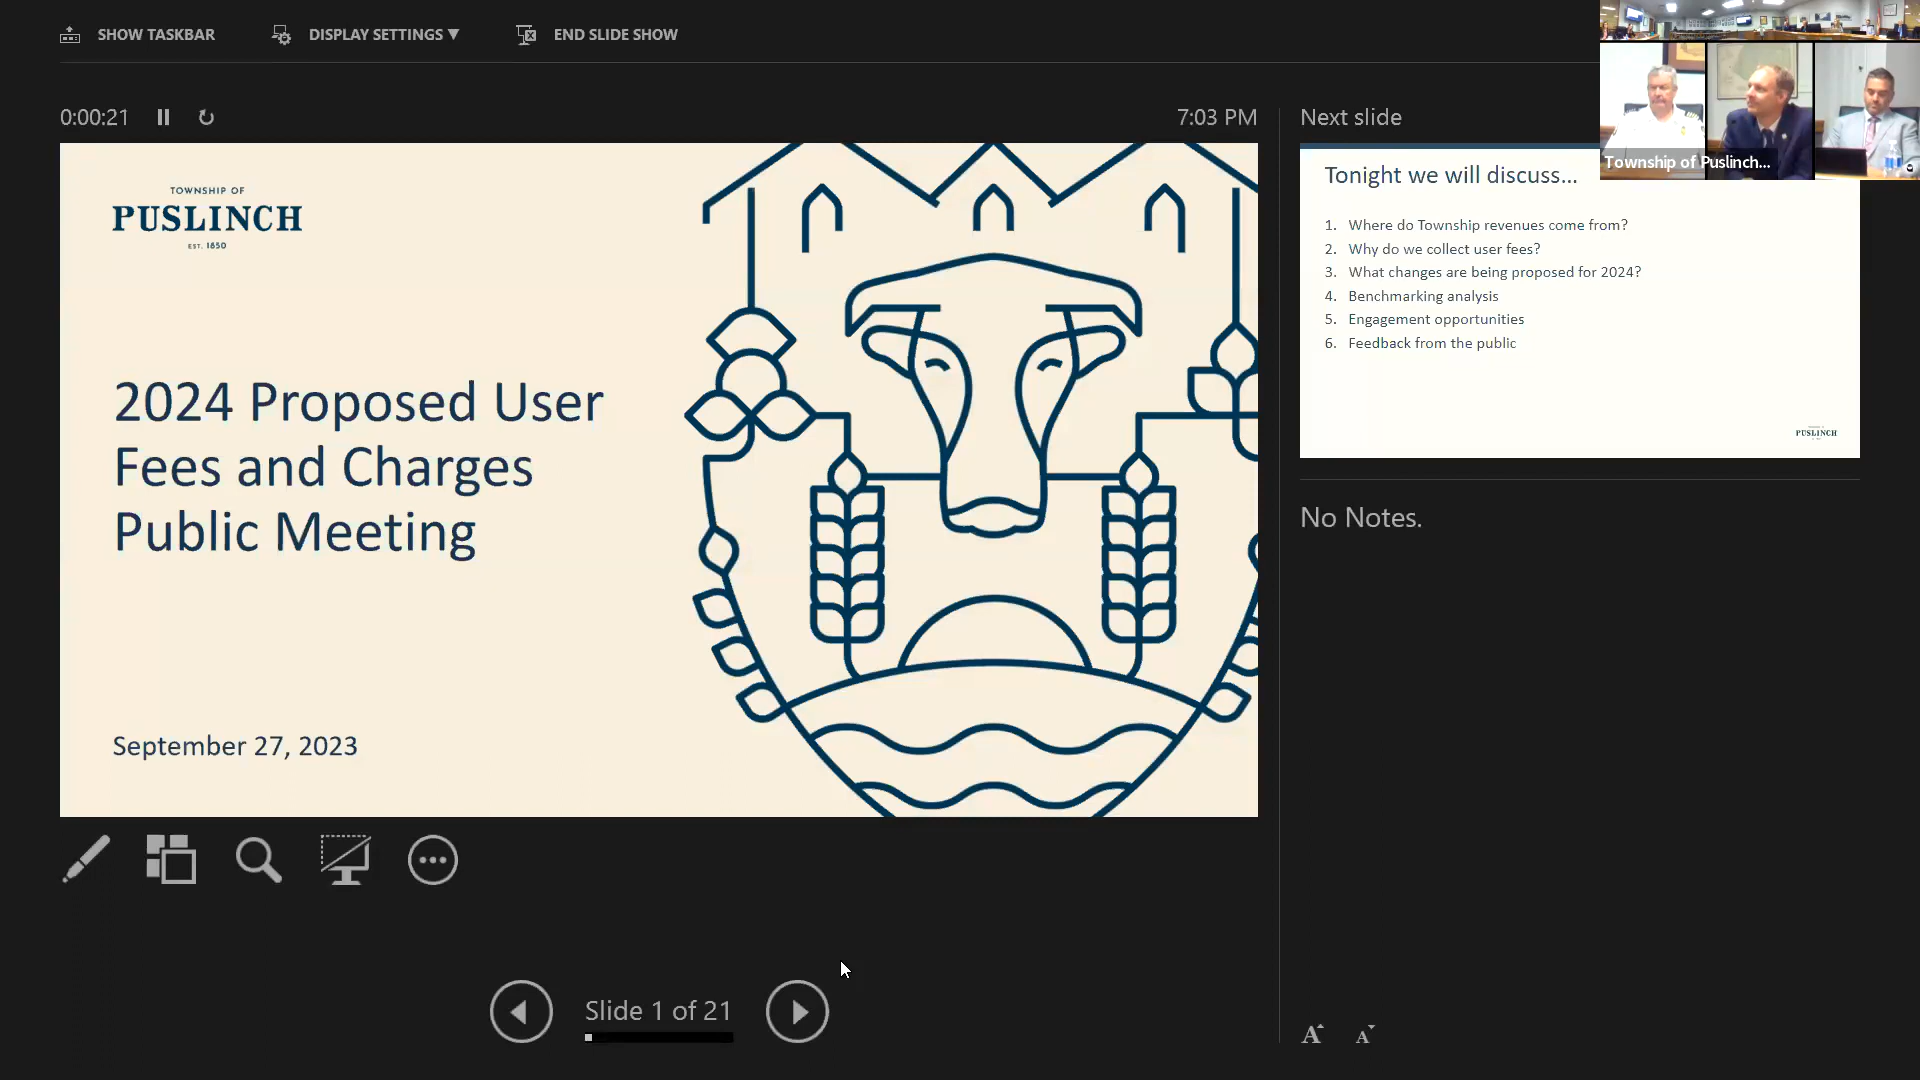 SHOW TASKBAR
DISPLAY SETTINGS ▼
END SLIDE SHOW
0:00:21
7:03 PM
Next slide
TOWNSHIP OF
PUSLINCH
EST. 1850
2024 Proposed User
Fees and Charges
Public Meeting
September 27, 2023
Tonight we will discuss...
1. Where do Township revenues come from?
2. Why do we collect user fees?
3. What changes are being proposed for 2024?
4. Benchmarking analysis
5. Engagement opportunities
6. Feedback from the public
PUSLINCH
Township of Puslinch...
No Notes.
Slide 1 of 21
A A